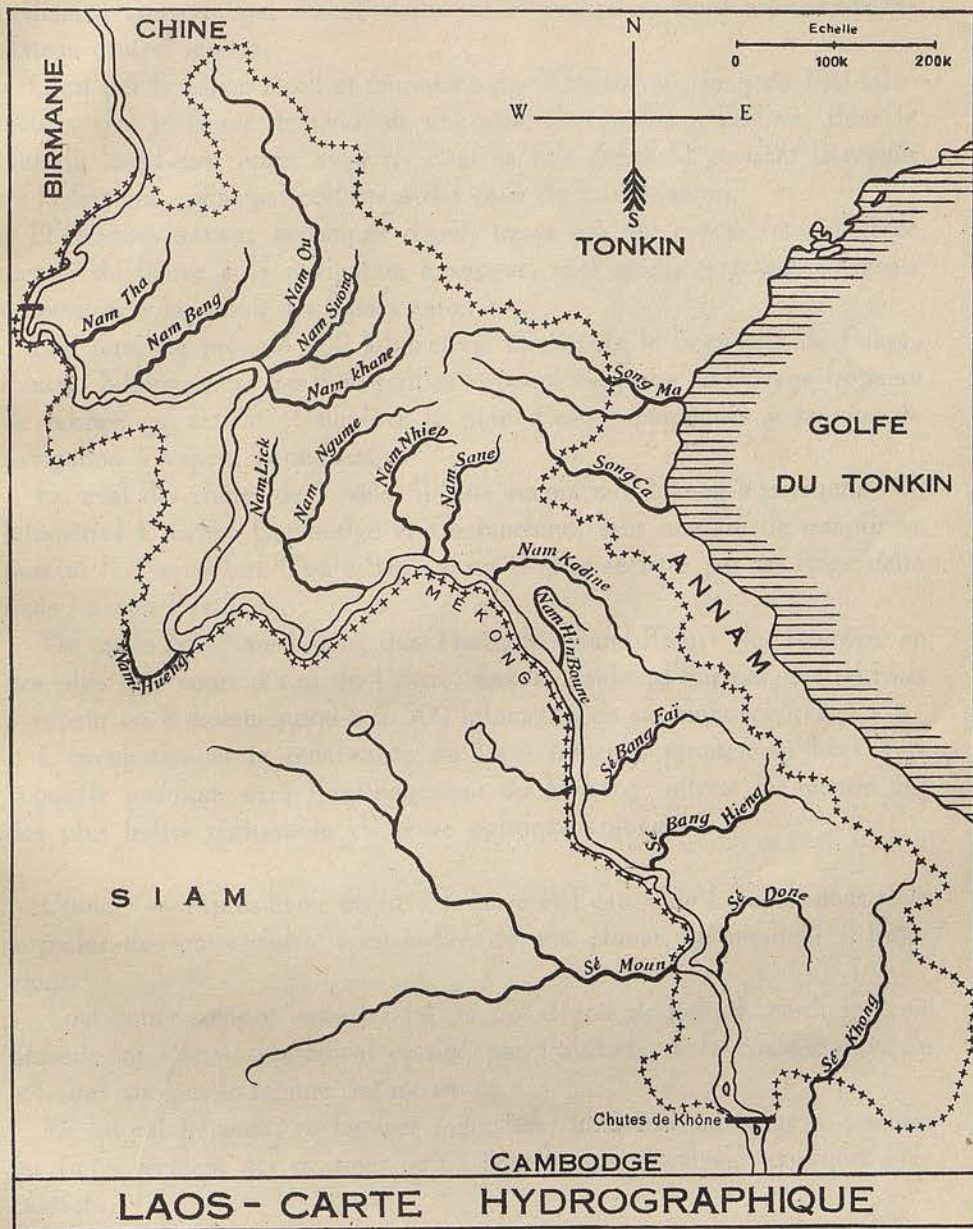 CHINE
BIRMANIE
N
W
E
S
Echelle
0 100k 200k
TONKIN
Nam Tha
Nam Beng
Nam Ou
Nam Suong
Nam-khane
Song Ma
GOLFE
DU TONKIN
Nam Lick
Nam Ngume
Nam Nhiep
Nam Sane
Song Ca
ANNAM
Nam Kadine
MÉKONG
Nam Hin Boune
Nam Hueng
Sé Bang Fai
Sé Bang Hieng
SIAM
Sé Don
Sé Moun
Sé Khong
Chutes de Khône
b
CAMBODGE
LAOS - CARTE HYDROGRAPHIQUE